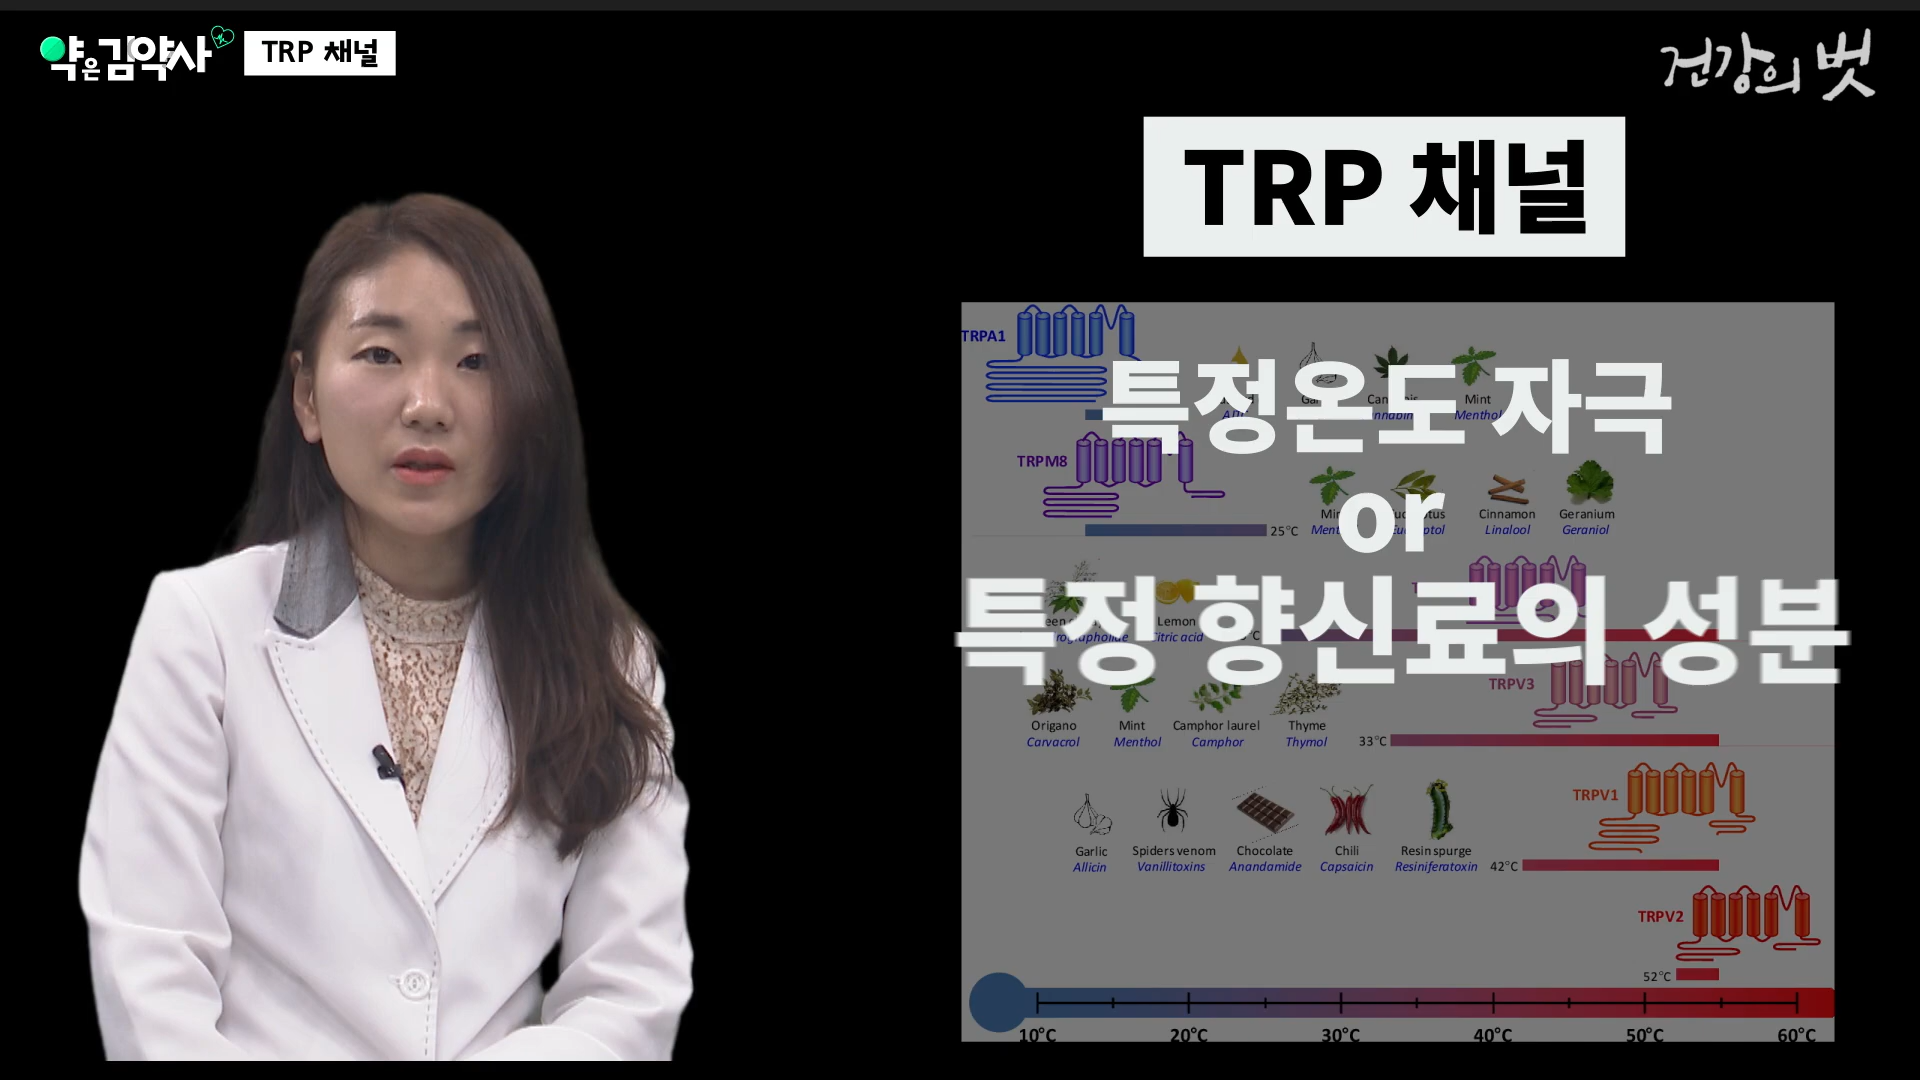 약은 김약사
TRP 채널
건강의 벗
TRP 채널
특정온도 자극
or
특정 향신료의 성분
TRPA1
Mint
Menthol
TRPM8
Cinnamon Geranium
25°C Linalool Geraniol
Lemon
Citric acid
TRPV3
Origano Mint Camphor laurel Thyme
Carvacrol Menthol Camphor Thymol 33°C
TRPV1
Garlic Spiders venom Chocolate Chili Resin spurge
Allicin Vanillitoxins Anandamide Capsaicin Resiniferatoxin 42°C
TRPV2
52°C
10°C 20°C 30°C 40°C 50°C 60°C